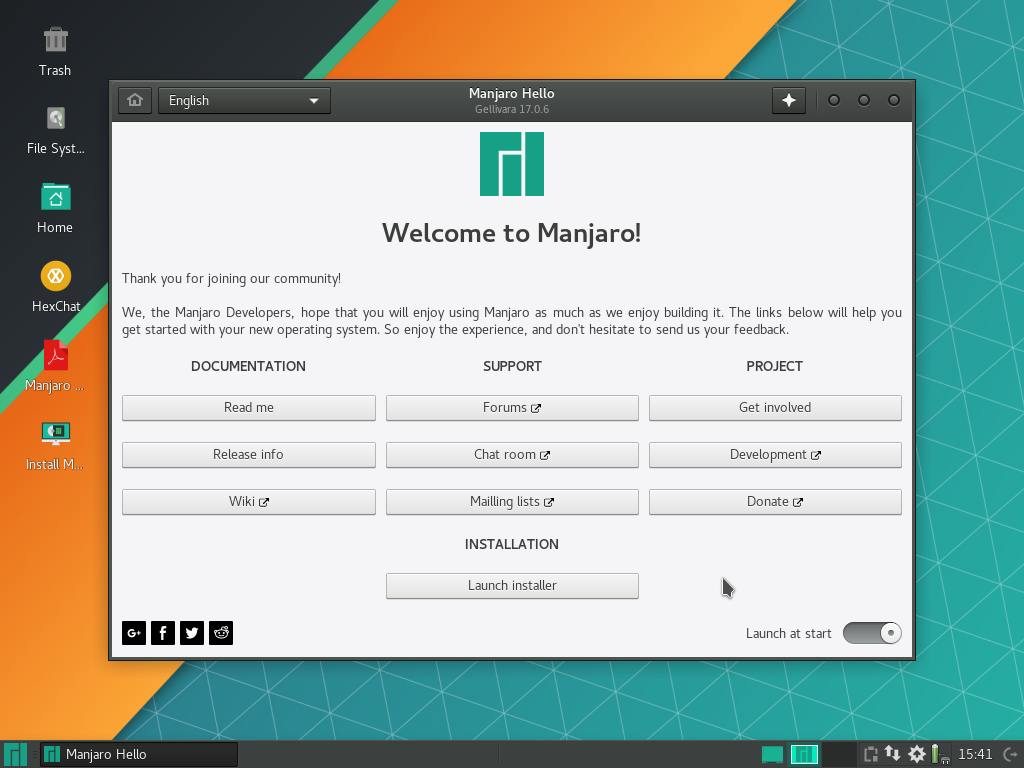 Trash
File Syst...
Home
HexChat
Manjaro ...
Install M...
English
Manjaro Hello
Gellivara 17.0.6
Welcome to Manjaro!
Thank you for joining our community!
We, the Manjaro Developers, hope that you will enjoy using Manjaro as much as we enjoy building it. The links below will help you
get started with your new operating system. So enjoy the experience, and don't hesitate to send us your feedback.
DOCUMENTATION
SUPPORT
PROJECT
Read me
Forums
Get involved
Release info
Chat room
Development
Wiki
Mailling lists
Donate
INSTALLATION
Launch installer
G+
f
Launch at start
Manjaro Hello
15:41